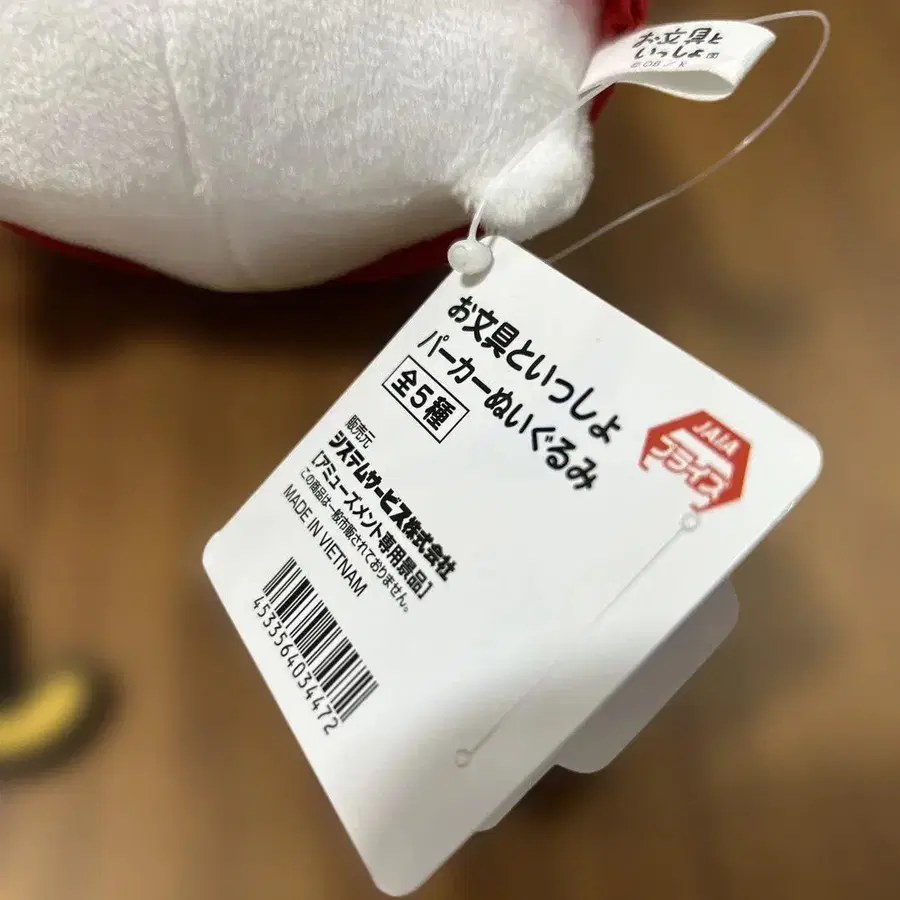 お文具と
いっしょ
お文具といっしょ
パーカーぬいぐるみ
全5種
JAIA
プライズ
販売元
システムサービス株式会社
[アミューズメント専用景品]
この商品は一般市販されておりません。
MADE IN VIETNAM
4533564034472